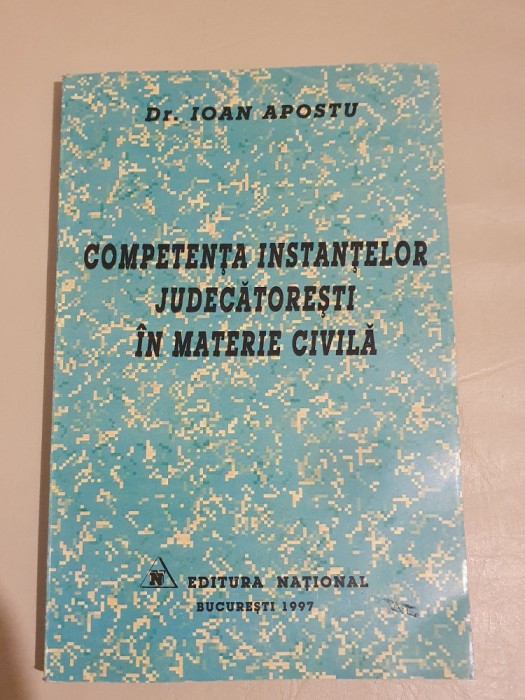 Dr. IOAN APOSTU
COMPETENȚA INSTANȚELOR
JUDECĂTOREȘTI
ÎN MATERIE CIVILĂ
N EDITURA NAȚIONAL
BUCUREȘTI 1997